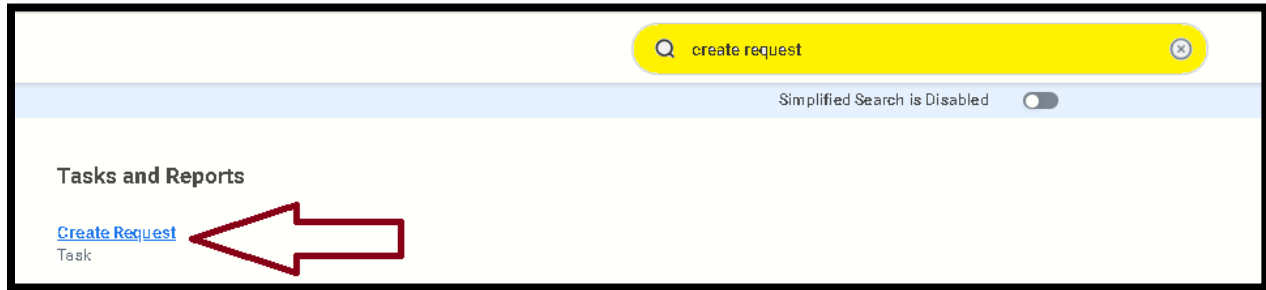 create request
Simplified Search is Disabled
Tasks and Reports
Create Request
Task